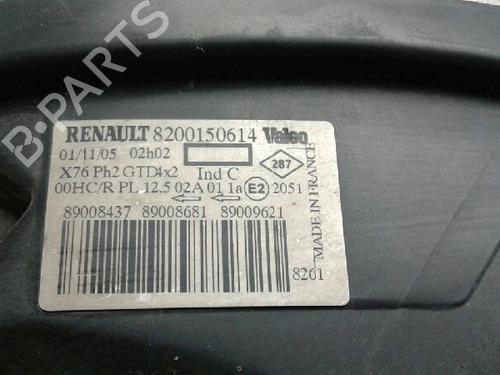 B-PARTS
RENAULT 8200150614 Valeo
01/11/05 02h02
X76 Ph2 GTD4x2 Ind C
287
00HC/R PL 12.5 02A 01 1a E2 2051
89008437 89008681 89009621
8261
MADE IN FRANCE